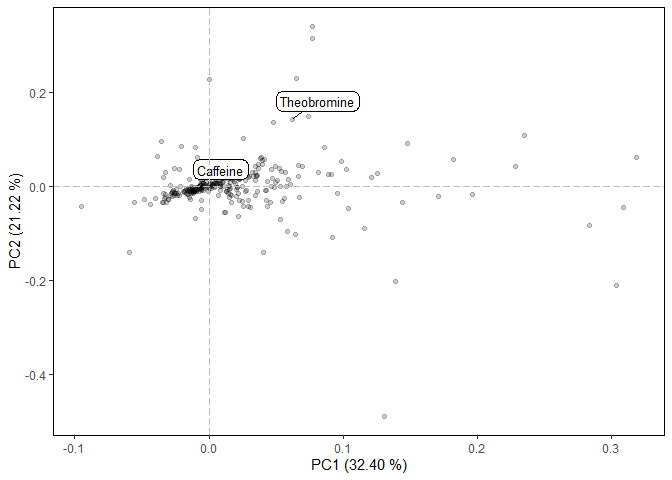 0.2
0.0
-0.2
-0.4
PC2 (21.22 %)
Theobromine
Caffeine
-0.1
0.0
0.1
0.2
0.3
PC1 (32.40 %)